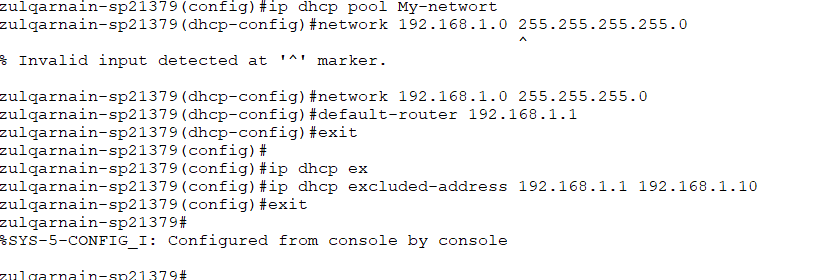 zulqarnain-sp21379(config)#ip dhcp pool My-networt
zulqarnain-sp21379(dhcp-config)#network 192.168.1.0 255.255.255.255.0
^
% Invalid input detected at '^' marker.
zulqarnain-sp21379(dhcp-config)#network 192.168.1.0 255.255.255.0
zulqarnain-sp21379(dhcp-config)#default-router 192.168.1.1
zulqarnain-sp21379(dhcp-config)#exit
zulqarnain-sp21379(config)#
zulqarnain-sp21379(config)#ip dhcp ex
zulqarnain-sp21379(config)#ip dhcp excluded-address 192.168.1.1 192.168.1.10
zulqarnain-sp21379(config)#exit
zulqarnain-sp21379#
%SYS-5-CONFIG_I: Configured from console by console
zulqarnain-sp21379#